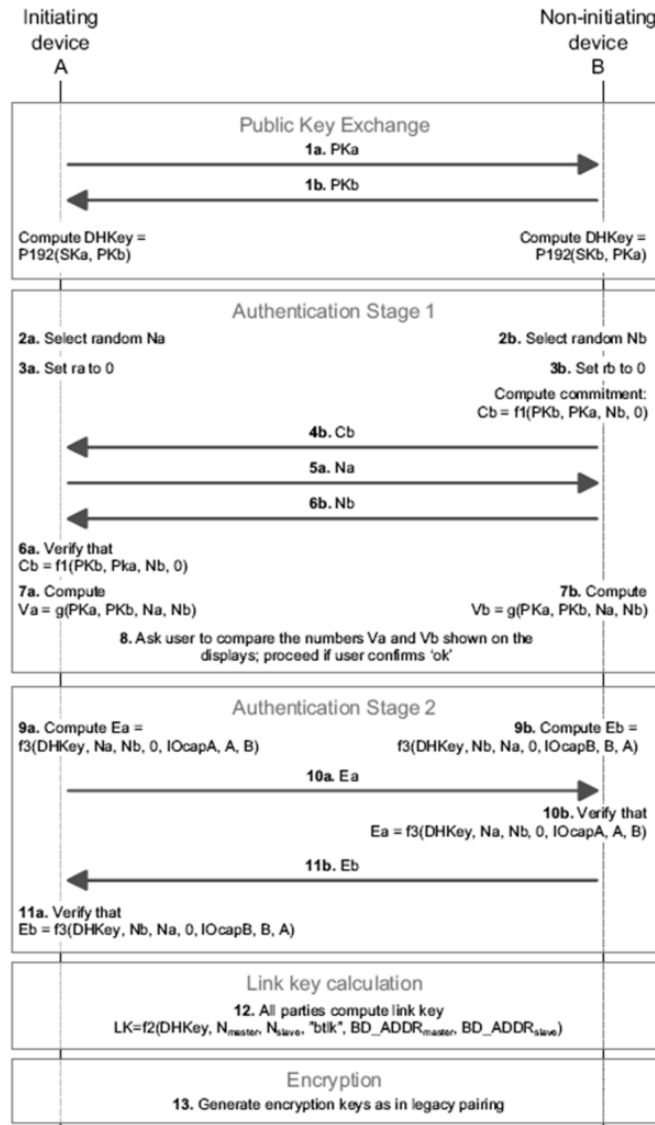 Initiating
device
A
Non-initiating
device
B
Public Key Exchange
1a. PKa
1b. PKb
Compute DHKey =
P192(SKa, PKb)
Compute DHKey =
P192(SKb, PKa)
Authentication Stage 1
2a. Select random Na
2b. Select random Nb
3a. Set ra to 0
3b. Set rb to 0
Compute commitment:
Cb = f1(PKb, PKa, Nb, 0)
4b. Cb
5a. Na
6b. Nb
6a. Verify that
Cb = f1(PKb, Pka, Nb, 0)
7a. Compute
Va = g(PKa, PKb, Na, Nb)
7b. Compute
Vb = g(PKa, PKb, Na, Nb)
8. Ask user to compare the numbers Va and Vb shown on the
displays; proceed if user confirms 'ok'
Authentication Stage 2
9a. Compute Ea =
f3(DHKey, Na, Nb, 0, IOcapA, A, B)
9b. Compute Eb =
f3(DHKey, Nb, Na, 0, IOcapB, B, A)
10a. Ea
10b. Verify that
Ea = f3(DHKey, Na, Nb, 0, IOcapA, A, B)
11b. Eb
11a. Verify that
Eb = f3(DHKey, Nb, Na, 0, IOcapB, B, A)
Link key calculation
12. All parties compute link key
LK=f2(DHKey, Nmaster, Nslave, "btlk", BD_ADDRmaster, BD_ADDRslave)
Encryption
13. Generate encryption keys as in legacy pairing